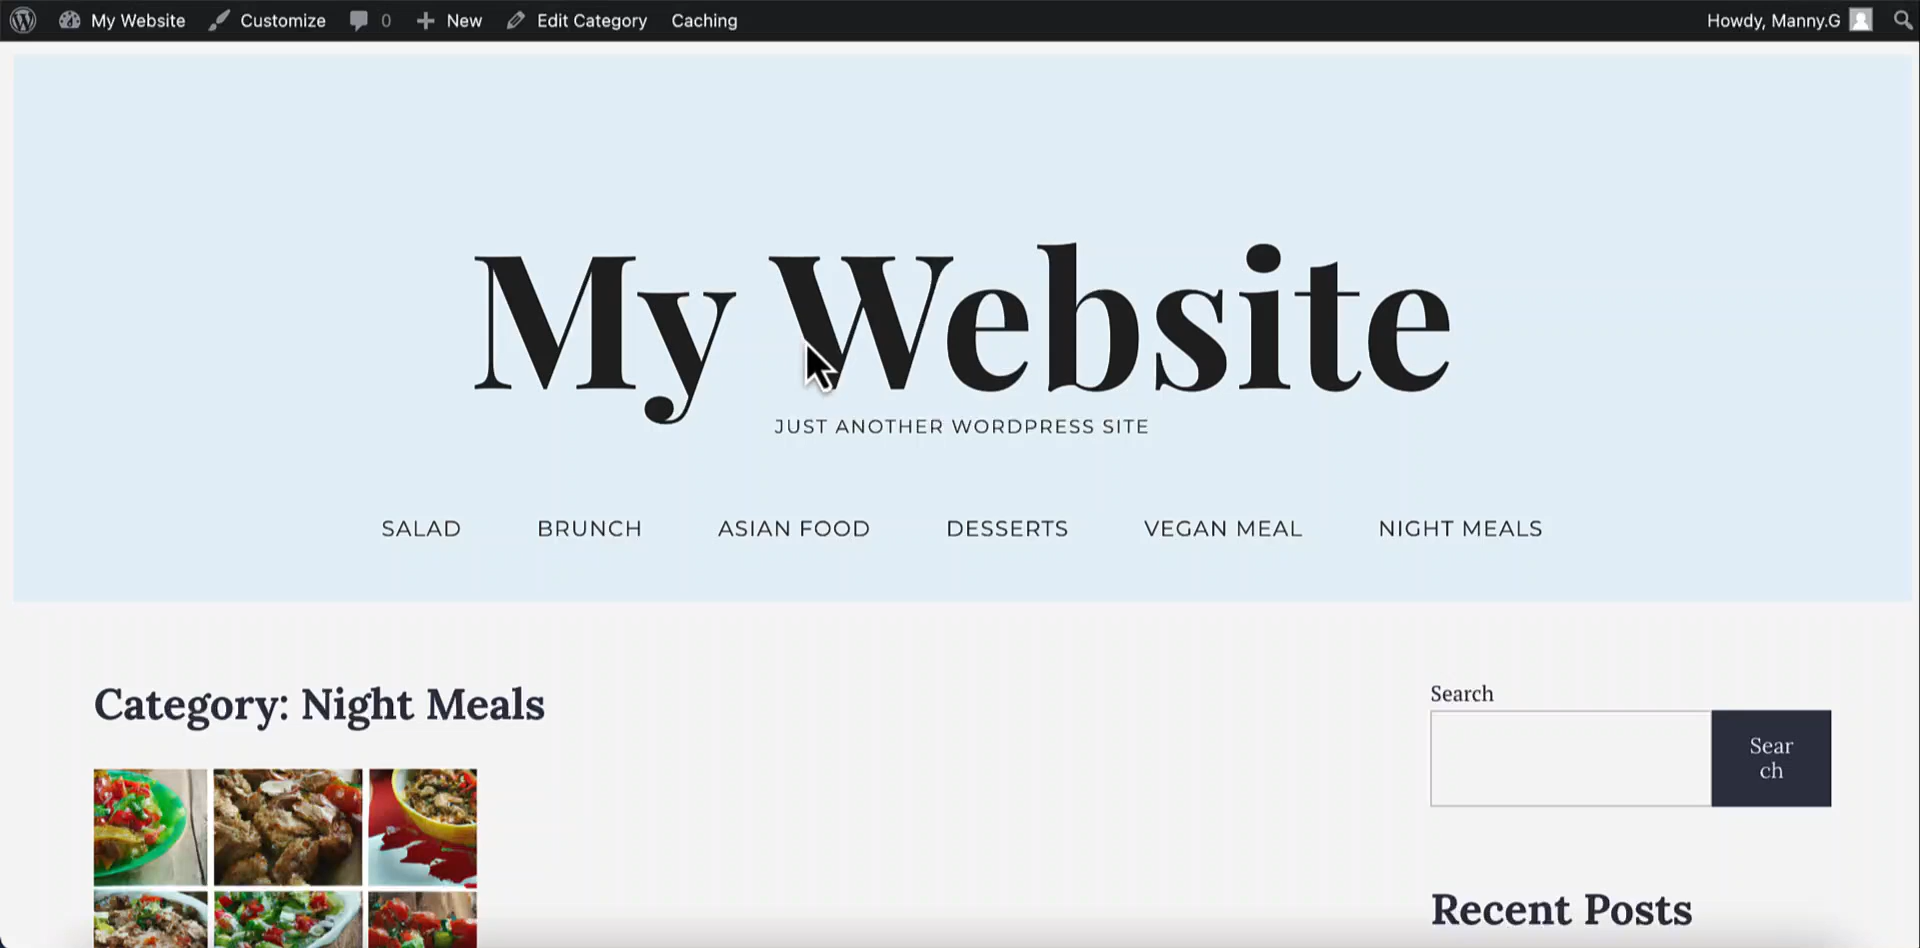 My Website Customize 0 New Edit Category Caching Howdy, Manny.G
My Website
JUST ANOTHER WORDPRESS SITE
SALAD BRUNCH ASIAN FOOD DESSERTS VEGAN MEAL NIGHT MEALS
Category: Night Meals
Search
Sear
ch
Recent Posts